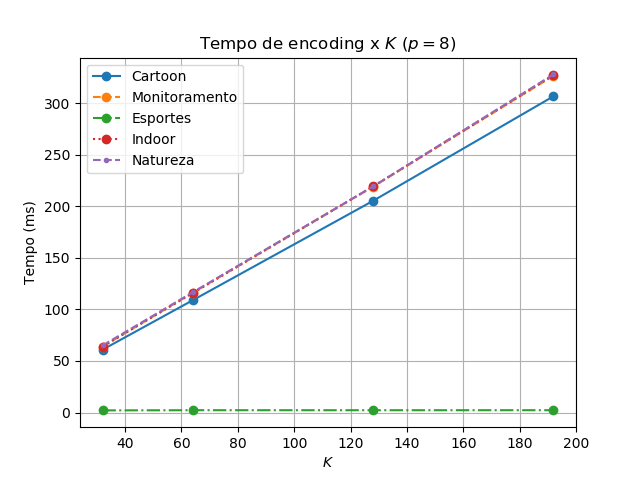 Tempo de encoding x K (p = 8)
Cartoon
Monitoramento
Esportes
Indoor
Natureza
Tempo (ms)
300
250
200
150
100
50
0
40 60 80 100 120 140 160 180 200
K